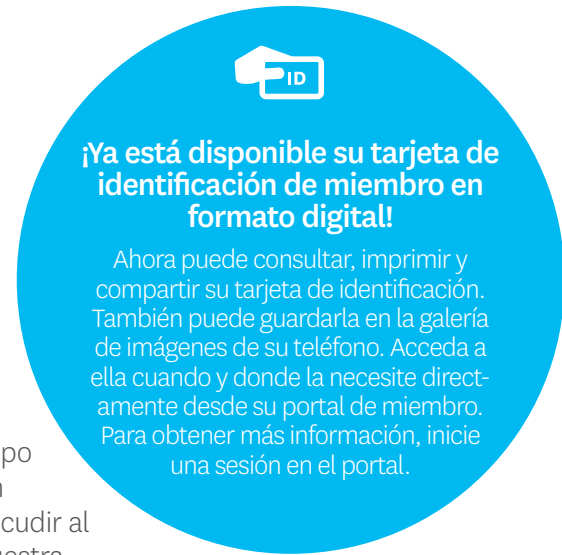 ID
¡Ya está disponible su tarjeta de
identificación de miembro en
formato digital!
Ahora puede consultar, imprimir y
compartir su tarjeta de identificación.
También puede guardarla en la galería
de imágenes de su teléfono. Acceda a
ella cuando y donde la necesite direct-
amente desde su portal de miembro.
Para obtener más información, inicie
una sesión en el portal.
po
cudir al